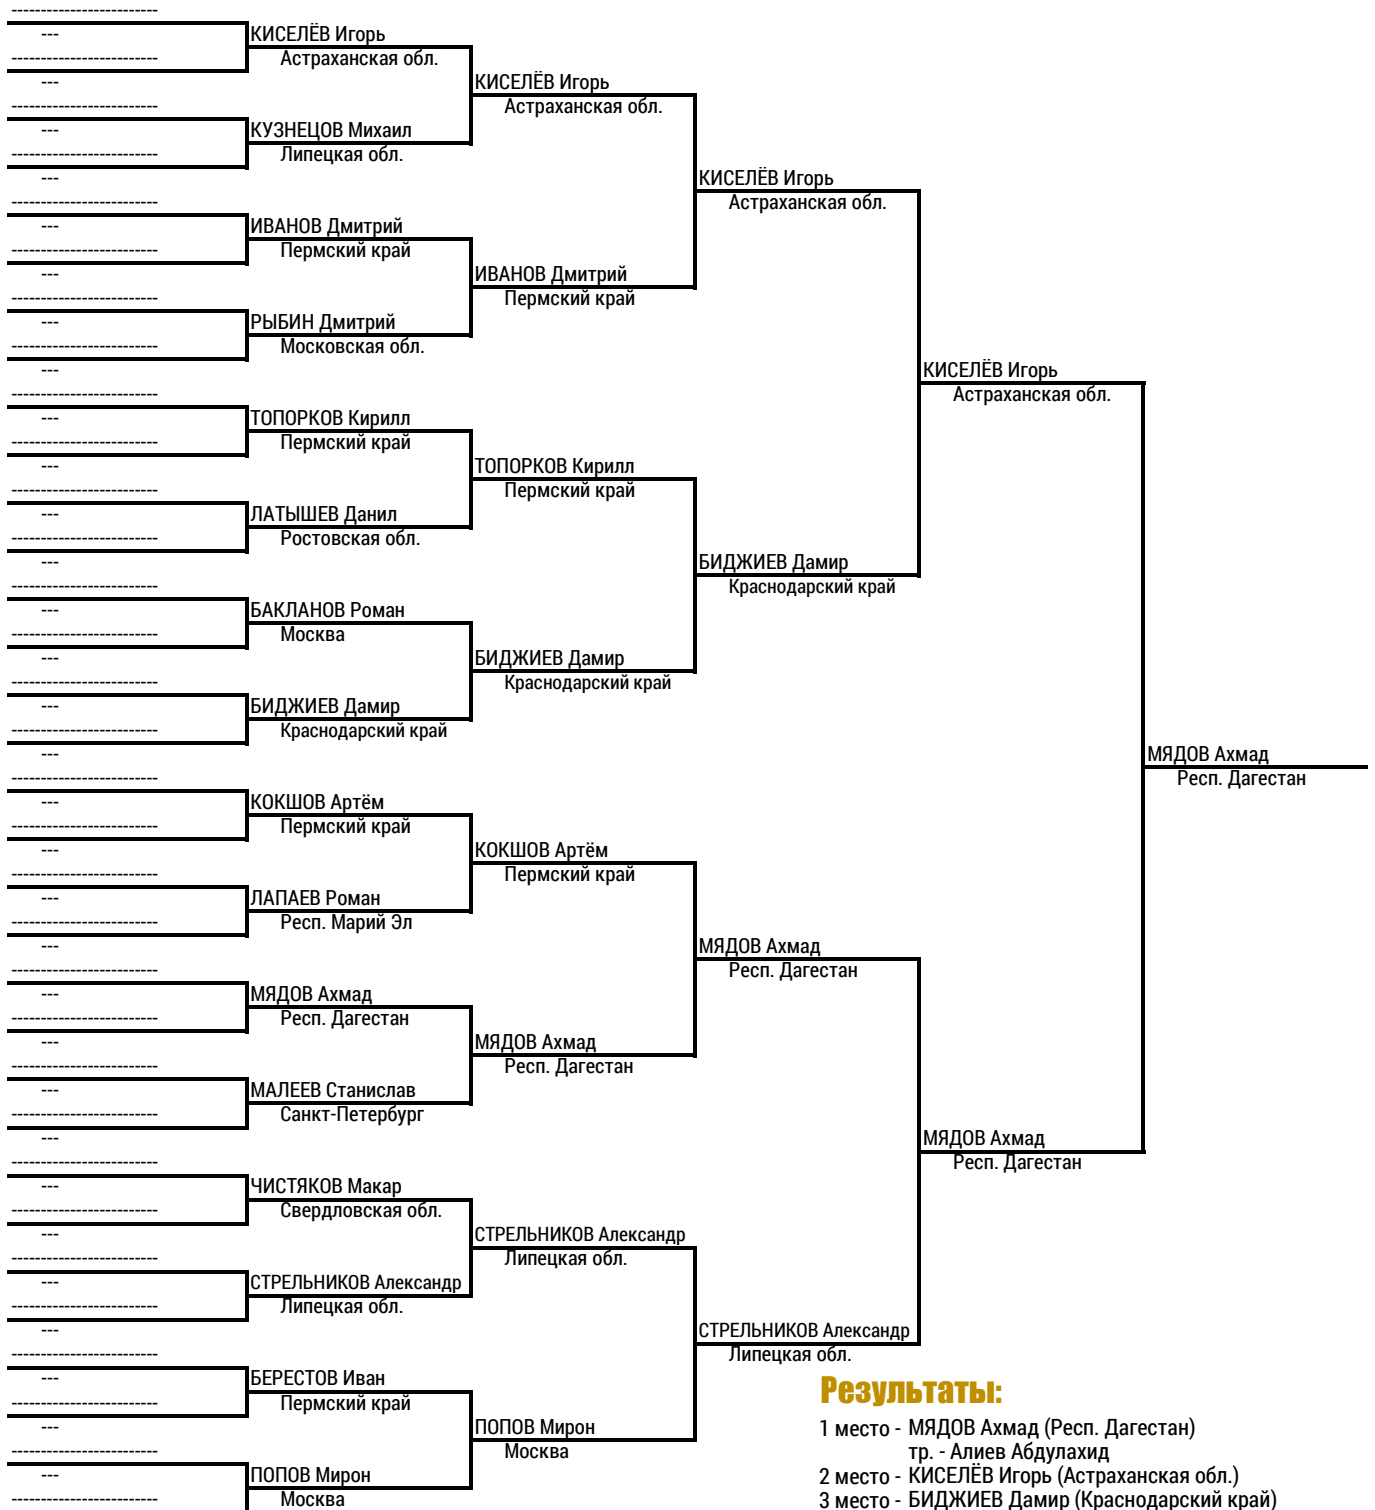 -------------------------
---
-------------------------
---
-------------------------
---
-------------------------
---
-------------------------
---
-------------------------
---
-------------------------
---
-------------------------
---
-------------------------
---
-------------------------
---
-------------------------
---
-------------------------
---
-------------------------
---
-------------------------
---
-------------------------
---
-------------------------
---
-------------------------
---
-------------------------
---
-------------------------
---
-------------------------
---
-------------------------
---
-------------------------
---
-------------------------
---
-------------------------
---
-------------------------
---
-------------------------
---
-------------------------
---
-------------------------
---
-------------------------
---
-------------------------
---
-------------------------
---
-------------------------
КИСЕЛЁВ Игорь
Астраханская обл.
КУЗНЕЦОВ Михаил
Липецкая обл.
ИВАНОВ Дмитрий
Пермский край
РЫБИН Дмитрий
Московская обл.
ТОПОРКОВ Кирилл
Пермский край
ЛАТЫШЕВ Данил
Ростовская обл.
БАКЛАНОВ Роман
Москва
БИДЖИЕВ Дамир
Краснодарский край
КОКШОВ Артём
Пермский край
ЛАПАЕВ Роман
Респ. Марий Эл
МЯДОВ Ахмад
Респ. Дагестан
МАЛЕЕВ Станислав
Санкт-Петербург
ЧИСТЯКОВ Макар
Свердловская обл.
СТРЕЛЬНИКОВ Александр
Липецкая обл.
БЕРЕСТОВ Иван
Пермский край
ПОПОВ Мирон
Москва
КИСЕЛЁВ Игорь
Астраханская обл.
ИВАНОВ Дмитрий
Пермский край
ТОПОРКОВ Кирилл
Пермский край
БИДЖИЕВ Дамир
Краснодарский край
КОКШОВ Артём
Пермский край
МЯДОВ Ахмад
Респ. Дагестан
СТРЕЛЬНИКОВ Александр
Липецкая обл.
ПОПОВ Мирон
Москва
КИСЕЛЁВ Игорь
Астраханская обл.
БИДЖИЕВ Дамир
Краснодарский край
МЯДОВ Ахмад
Респ. Дагестан
СТРЕЛЬНИКОВ Александр
Липецкая обл.
КИСЕЛЁВ Игорь
Астраханская обл.
МЯДОВ Ахмад
Респ. Дагестан
МЯДОВ Ахмад
Респ. Дагестан
Результаты:
1 место - МЯДОВ Ахмад (Респ. Дагестан)
тр. - Алиев Абдулахид
2 место - КИСЕЛЁВ Игорь (Астраханская обл.)
3 место - БИДЖИЕВ Дамир (Краснодарский край)